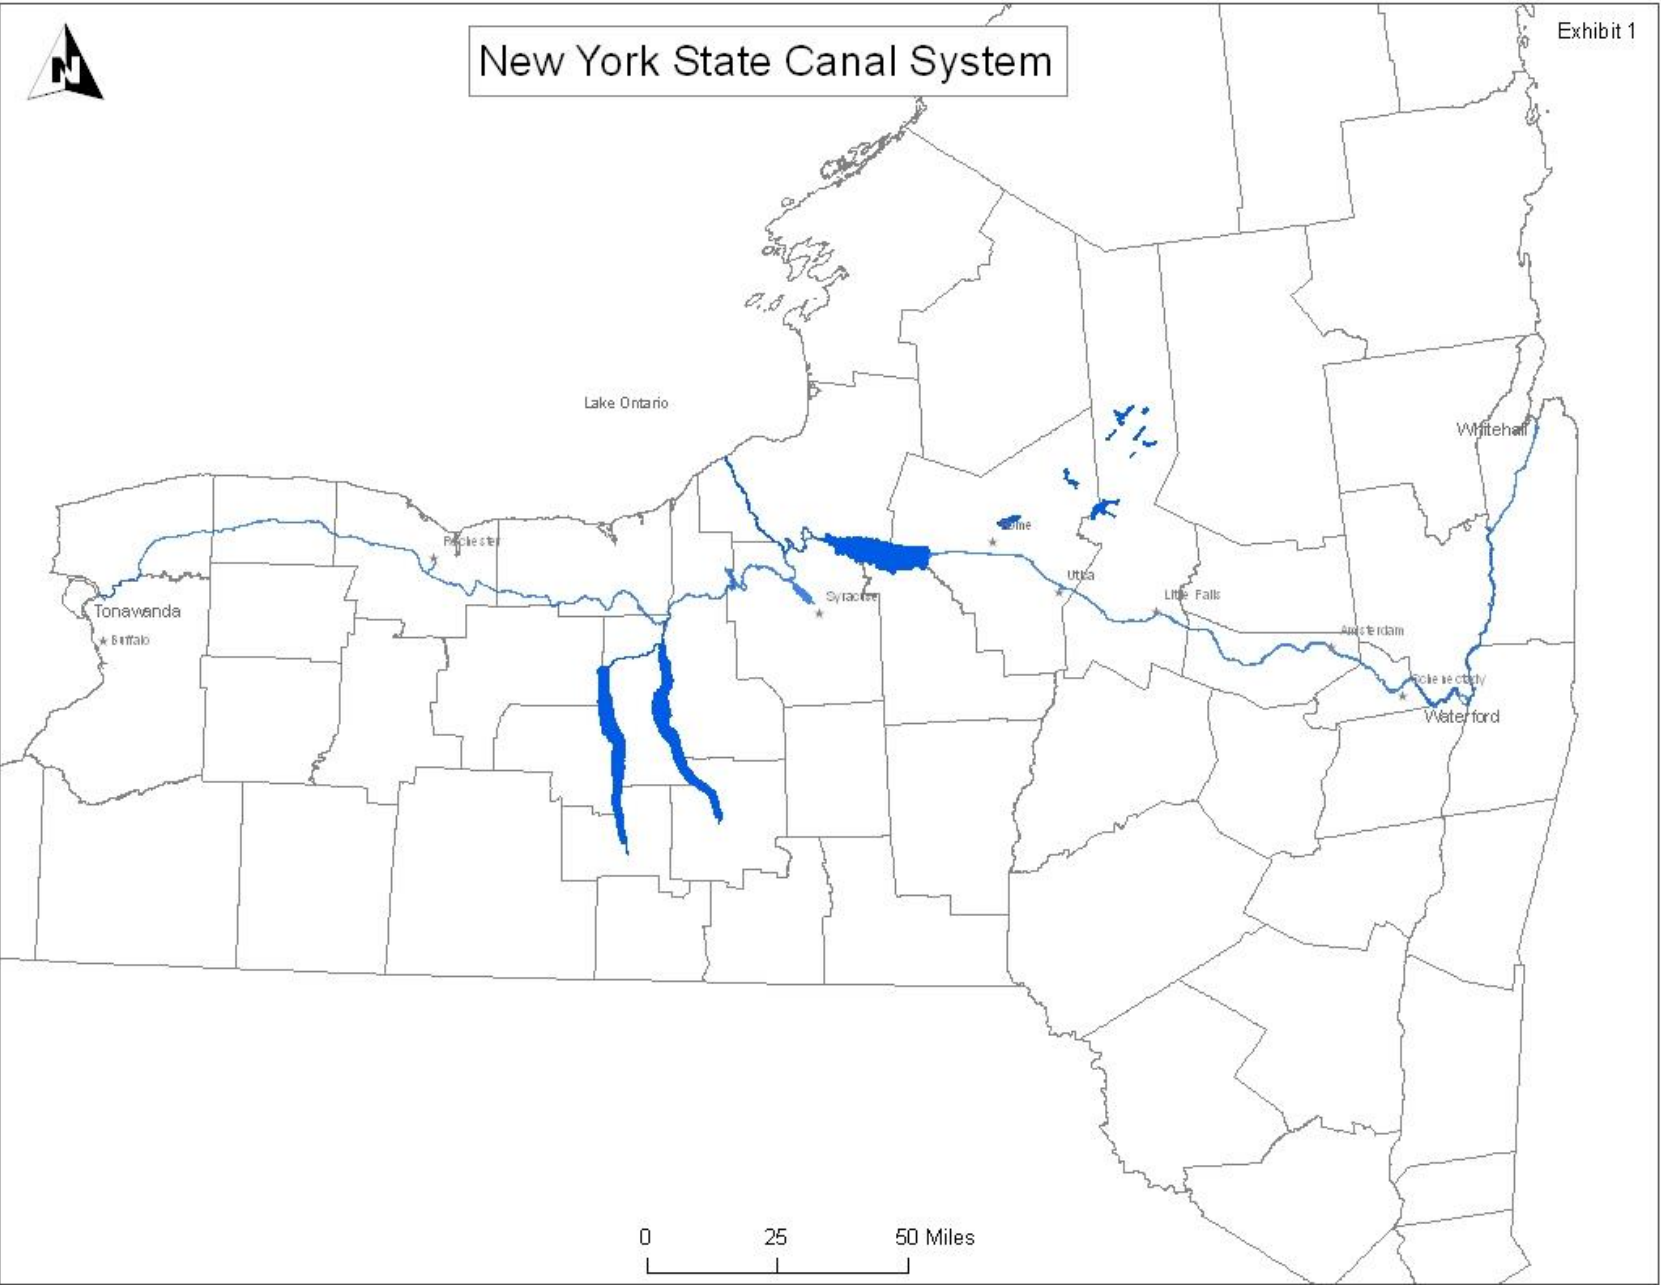 Exhibit 1
N
New York State Canal System
Lake Ontario
Whitehall
Rochester
Rome
Utica
Tonawanda
Syracuse
Little Falls
Buffalo
Amsterdam
Schenectady
Waterford
0 25 50 Miles